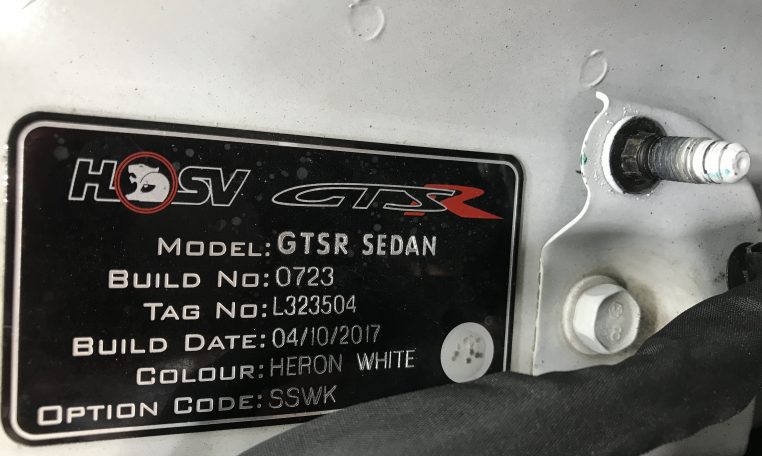 HSV GTSR
MODEL: GTSR SEDAN
BUILD NO: 0723
TAG NO: L323504
BUILD DATE: 04/10/2017
COLOUR: HERON WHITE
OPTION CODE: SSWK